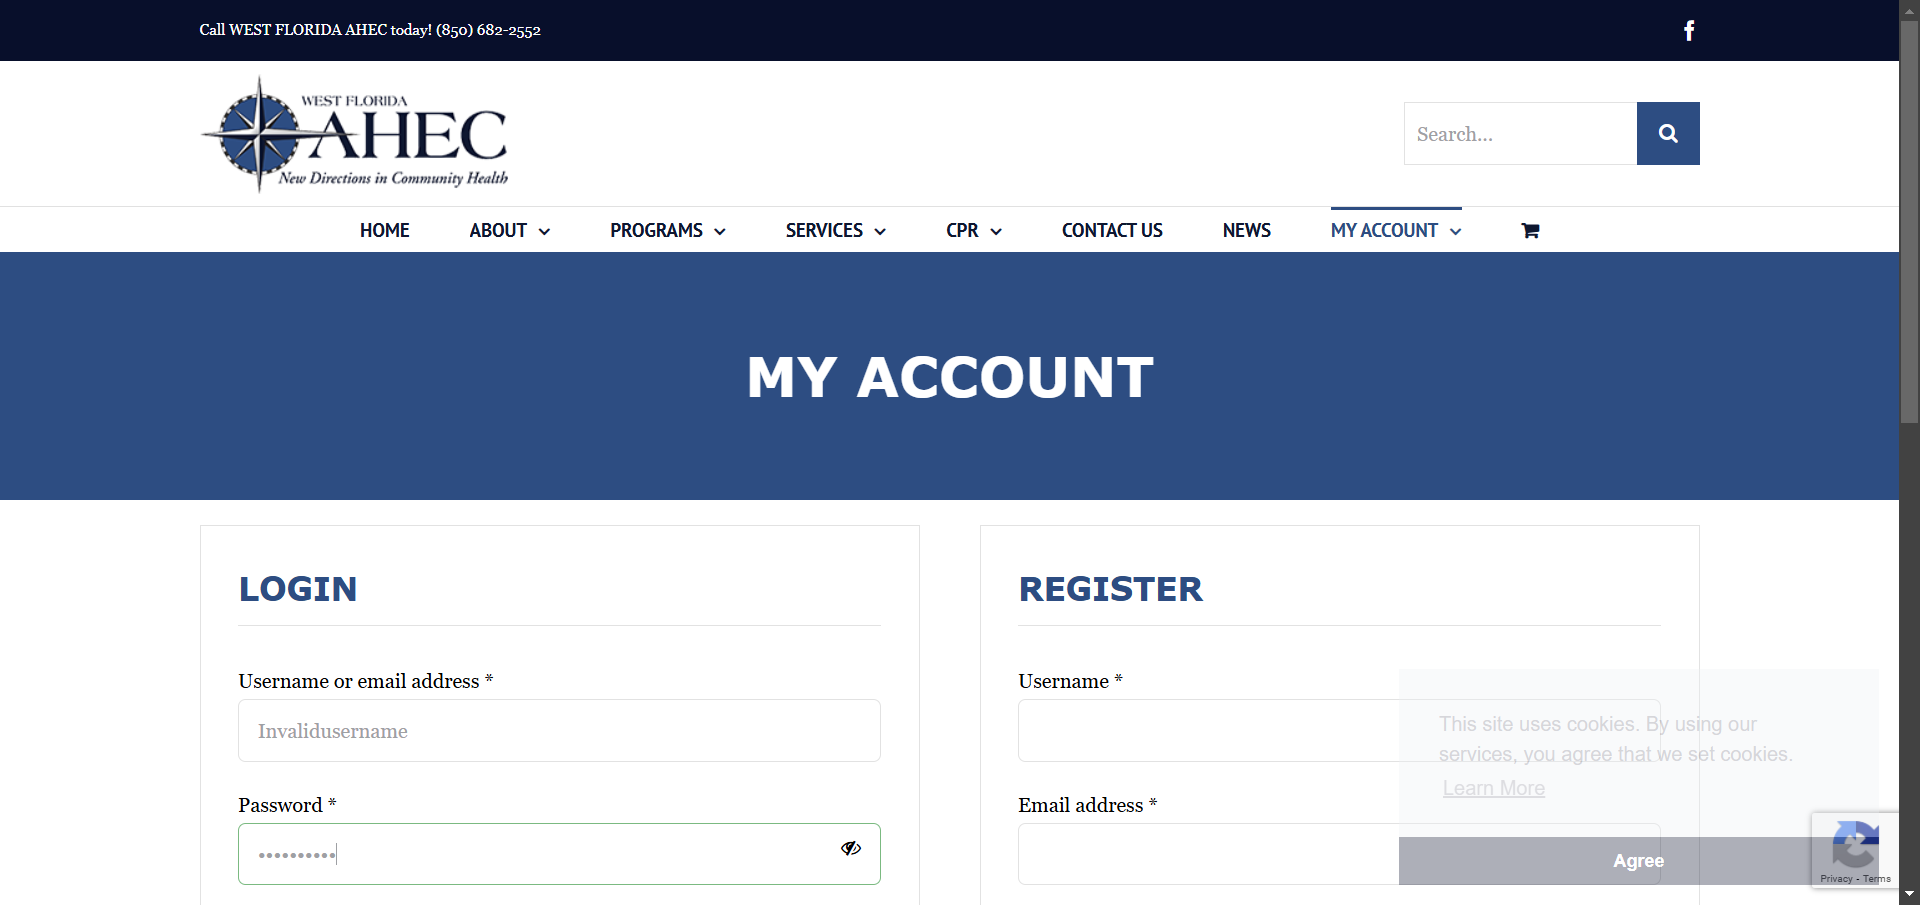 Call WEST FLORIDA AHEC today! (850) 682-2552
WEST FLORIDA
AHEC
New Directions in Community Health
Search...
HOME ABOUT PROGRAMS SERVICES CPR CONTACT US NEWS MY ACCOUNT
MY ACCOUNT
LOGIN
Username or email address *
Invalidusername
Password *
••••••••••
REGISTER
Username *
Email address *
This site uses cookies. By using our
services, you agree that we set cookies.
Learn More
Agree
Privacy - Terms